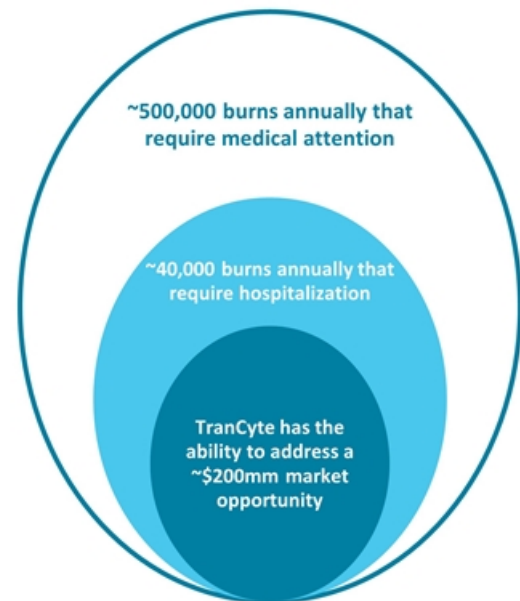 ~500,000 burns annually that
require medical attention
~40,000 burns annually that
require hospitalization
TranCyte has the
ability to address a
~$200mm market
opportunity